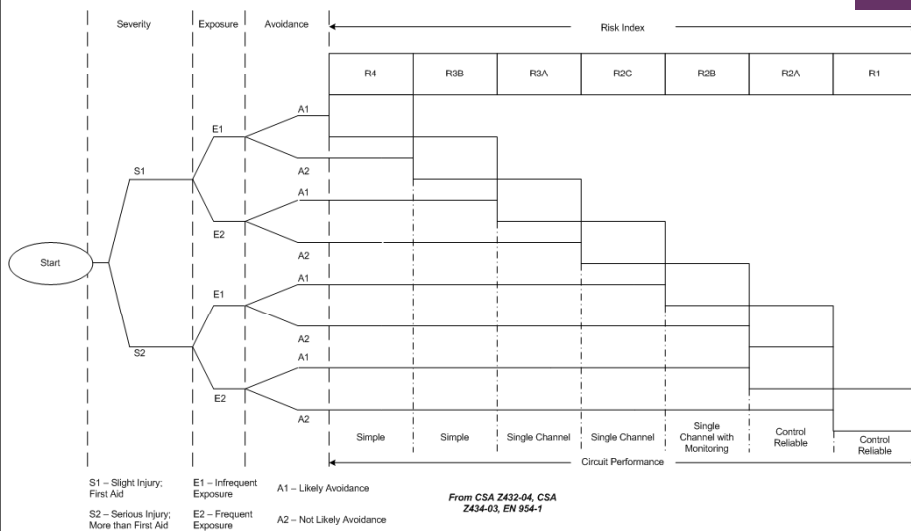 Severity
Exposure
Avoidance
Risk Index
R4
R3B
R3A
R2C
R2B
R2A
R1
A1
E1
A2
S1
A1
E2
A2
Start
A1
E1
A2
S2
A1
E2
A2
Simple
Simple
Single Channel
Single Channel
Single
Channel with
Monitoring
Control
Reliable
Control
Reliable
Circuit Performance
S1 – Slight Injury;
First Aid
E1 – Infrequent
Exposure
A1 – Likely Avoidance
S2 – Serious Injury;
More than First Aid
E2 – Frequent
Exposure
A2 – Not Likely Avoidance
From CSA Z432-04, CSA
Z434-03, EN 954-1